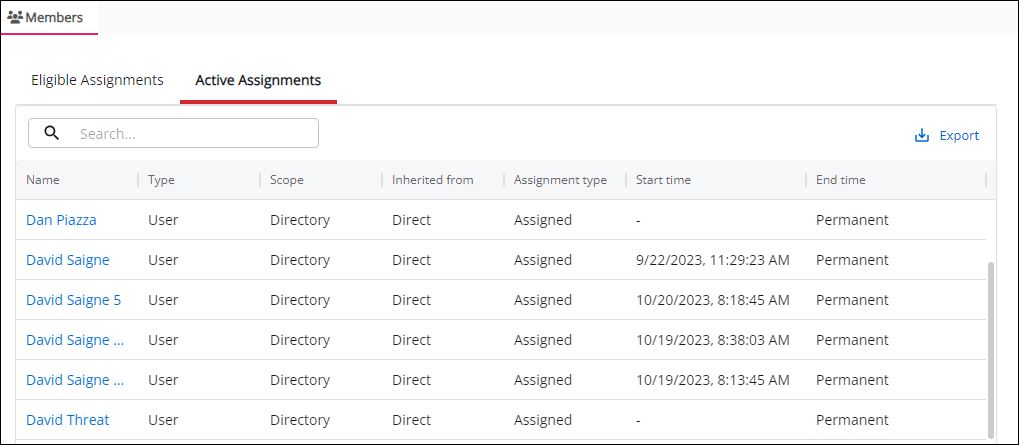 Members
Eligible Assignments Active Assignments
Search... Export
Name Type Scope Inherited from Assignment type Start time End time
Dan Piazza User Directory Direct Assigned - Permanent
David Saigne User Directory Direct Assigned 9/22/2023, 11:29:23 AM Permanent
David Saigne 5 User Directory Direct Assigned 10/20/2023, 8:18:45 AM Permanent
David Saigne ... User Directory Direct Assigned 10/19/2023, 8:38:03 AM Permanent
David Saigne ... User Directory Direct Assigned 10/19/2023, 8:13:45 AM Permanent
David Threat User Directory Direct Assigned - Permanent